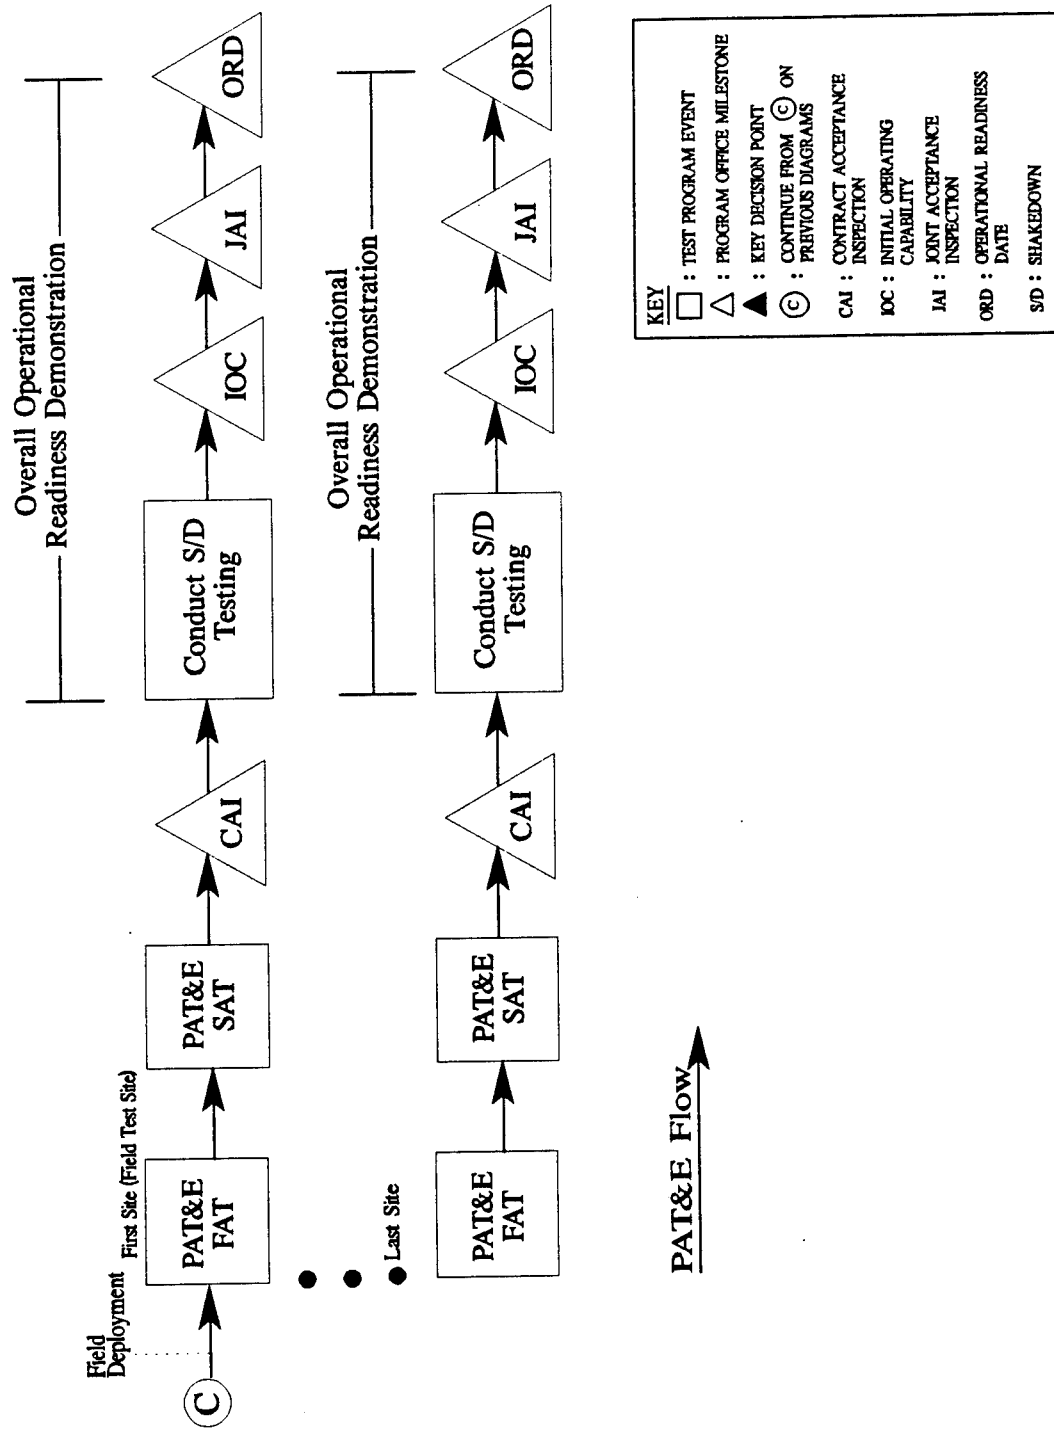 Overall Operational
Readiness Demonstration
Field
Deployment
First Site (Field Test Site)
C
PAT&E
FAT
PAT&E
SAT
CAI
Conduct S/D
Testing
IOC
JAI
ORD
Overall Operational
Readiness Demonstration
Last Site
PAT&E
FAT
PAT&E
SAT
CAI
Conduct S/D
Testing
IOC
JAI
ORD
PAT&E Flow
KEY
: TEST PROGRAM EVENT
: PROGRAM OFFICE MILESTONE
: KEY DECISION POINT
C : CONTINUE FROM C ON
PREVIOUS DIAGRAMS
CAI : CONTRACT ACCEPTANCE
INSPECTION
IOC : INITIAL OPERATING
CAPABILITY
JAI : JOINT ACCEPTANCE
INSPECTION
ORD : OPERATIONAL READINESS
DATE
S/D : SHAKEDOWN